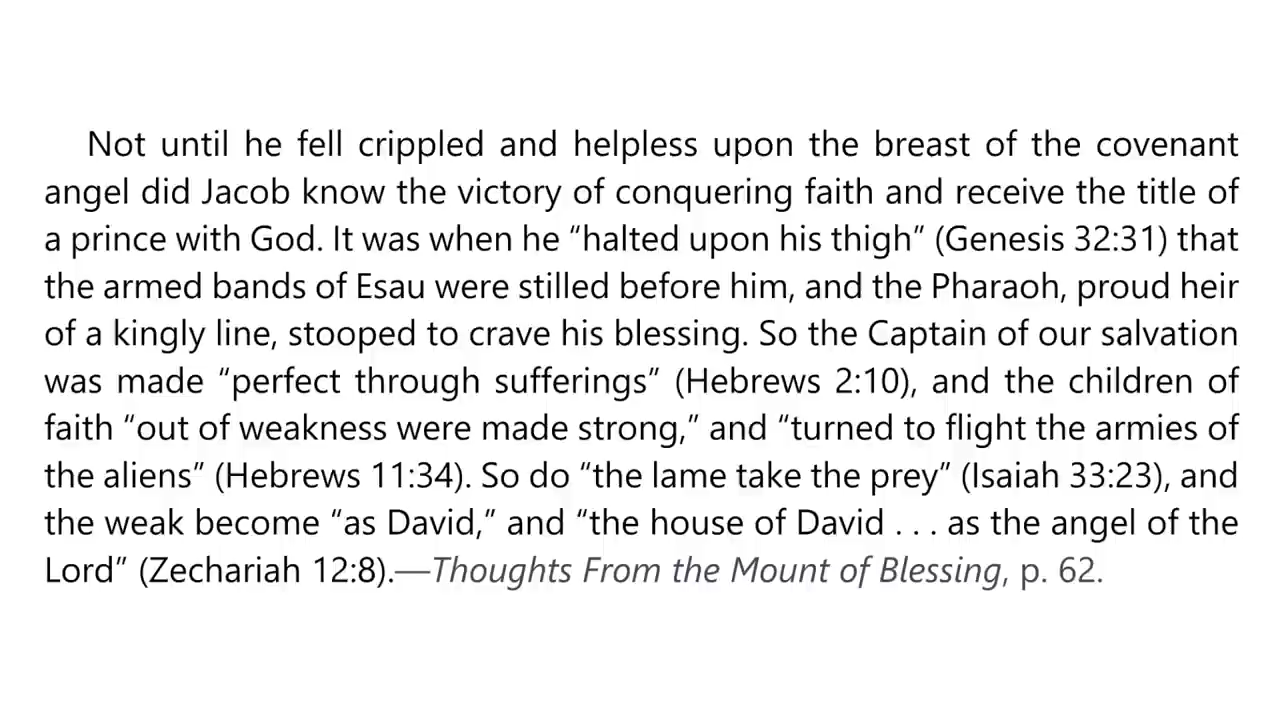 Not until he fell crippled and helpless upon the breast of the covenant
angel did Jacob know the victory of conquering faith and receive the title of
a prince with God. It was when he “halted upon his thigh” (Genesis 32:31) that
the armed bands of Esau were stilled before him, and the Pharaoh, proud heir
of a kingly line, stooped to crave his blessing. So the Captain of our salvation
was made “perfect through sufferings” (Hebrews 2:10), and the children of
faith “out of weakness were made strong,” and “turned to flight the armies of
the aliens” (Hebrews 11:34). So do “the lame take the prey” (Isaiah 33:23), and
the weak become “as David,” and “the house of David . . . as the angel of the
Lord” (Zechariah 12:8).—Thoughts From the Mount of Blessing, p. 62.